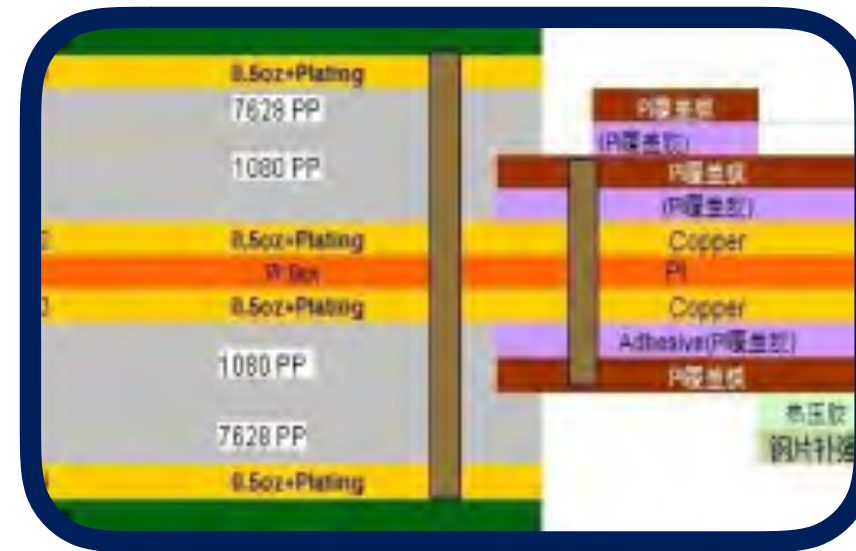 0.5oz+Plating
7628 PP
1080 PP
0.5oz+Plating
0.5oz+Plating
1080 PP
7628 PP
0.5oz+Plating
PI覆盖膜
(PI覆盖胶)
PI覆盖膜
(PI覆盖胶)
Copper
PI
Copper
Adhesive(PI覆盖胶)
PI覆盖膜
热压胶
钢片补强